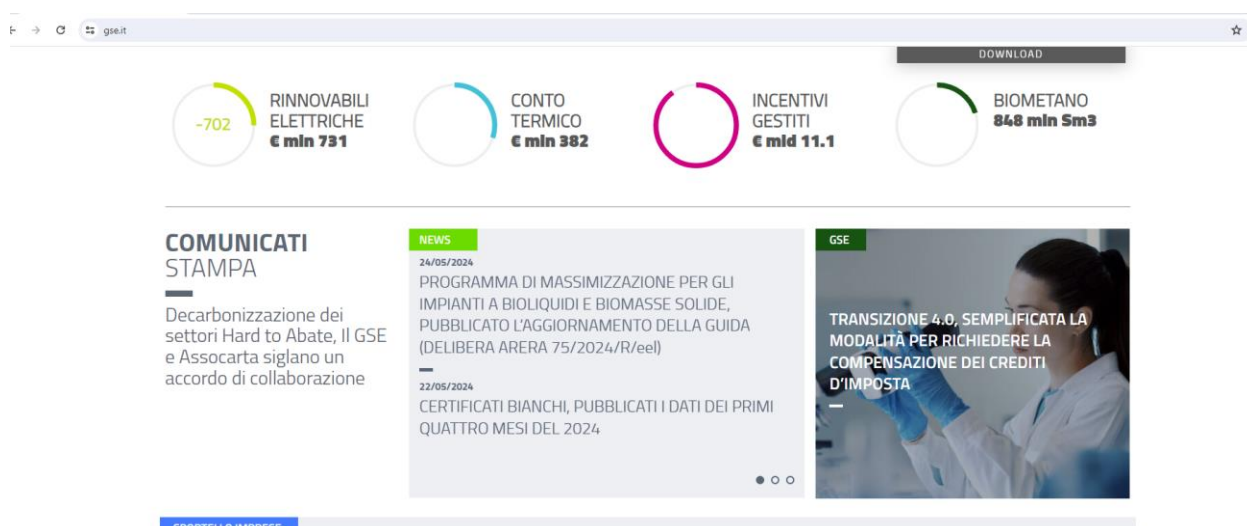 gse.it
DOWNLOAD
-702
RINNOVABILI
ELETTRICHE
€ mln 731
CONTO
TERMICO
€ mln 382
INCENTIVI
GESTITI
€ mld 11.1
BIOMETANO
848 mln Sm3
COMUNICATI
STAMPA
Decarbonizzazione dei
settori Hard to Abate, Il GSE
e Assocarta siglano un
accordo di collaborazione
NEWS
24/05/2024
PROGRAMMA DI MASSIMIZZAZIONE PER GLI
IMPIANTI A BIOLIQUIDI E BIOMASSE SOLIDE,
PUBBLICATO L'AGGIORNAMENTO DELLA GUIDA
(DELIBERA ARERA 75/2024/R/eel)
22/05/2024
CERTIFICATI BIANCHI, PUBBLICATI I DATI DEI PRIMI
QUATTRO MESI DEL 2024
GSE
TRANSIZIONE 4.0, SEMPLIFICATA LA
MODALITÀ PER RICHIEDERE LA
COMPENSAZIONE DEI CREDITI
D'IMPOSTA
SPORTELLO IMPRESE